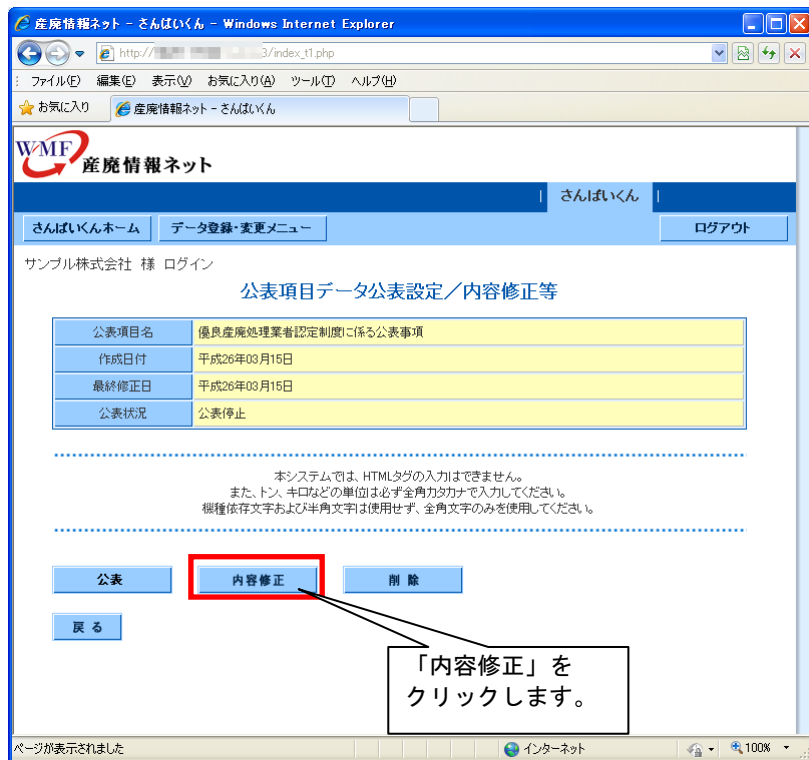 産廃情報ネット - さんぱいくん - Windows Internet Explorer
http:// 3/index_t1.php
ファイル(F) 編集(E) 表示(V) お気に入り(A) ツール(T) ヘルプ(H)
お気に入り 産廃情報ネット - さんぱいくん
WMF 産廃情報ネット
| さんぱいくん |
さんぱいくんホーム データ登録・変更メニュー ログアウト
サンプル株式会社 様 ログイン
公表項目データ公表設定／内容修正等
公表項目名 優良産廃処理業者認定制度に係る公表事項
作成日付 平成26年03月15日
最終修正日 平成26年03月15日
公表状況 公表停止
本システムでは、HTMLタグの入力はできません。
また、トン、キロなどの単位は必ず全角カタカナで入力してください。
機種依存文字および半角文字は使用せず、全角文字のみを使用してください。
公表 内容修正 削 除
戻 る
「内容修正」を
クリックします。
ページが表示されました インターネット 100%